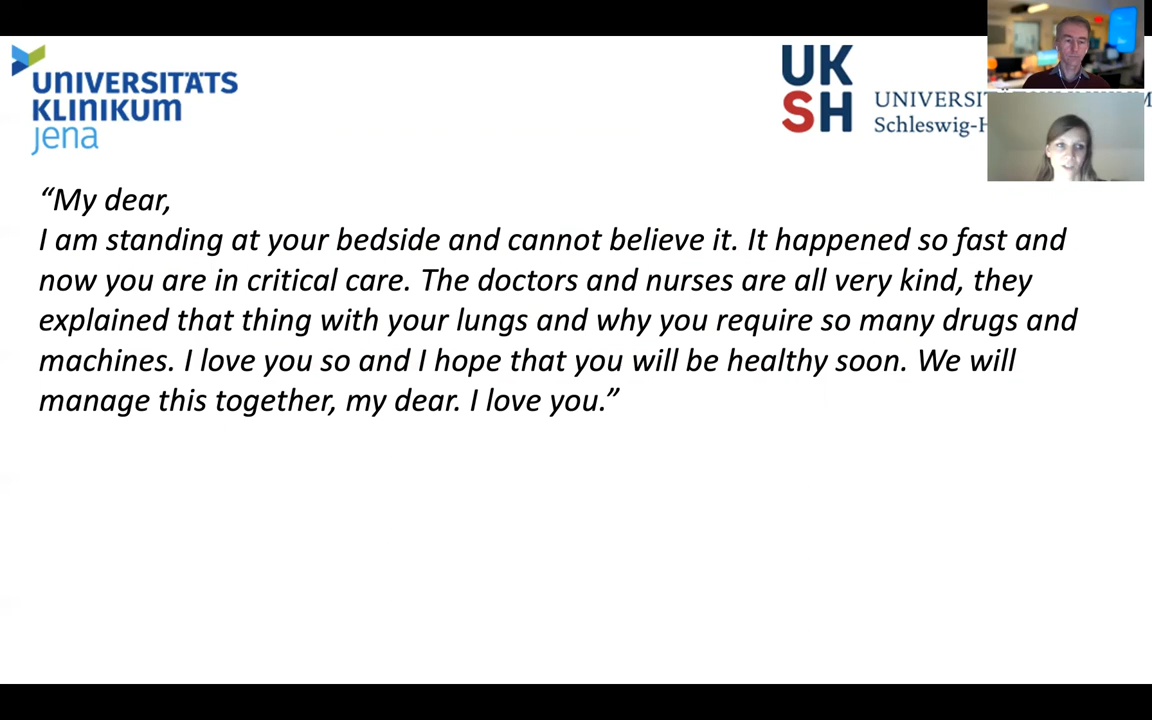 UNIVERSITÄTS
KLINIKUM
jena
UK
SH
Schleswig-H
“My dear,
I am standing at your bedside and cannot believe it. It happened so fast and
now you are in critical care. The doctors and nurses are all very kind, they
explained that thing with your lungs and why you require so many drugs and
machines. I love you so and I hope that you will be healthy soon. We will
manage this together, my dear. I love you.”